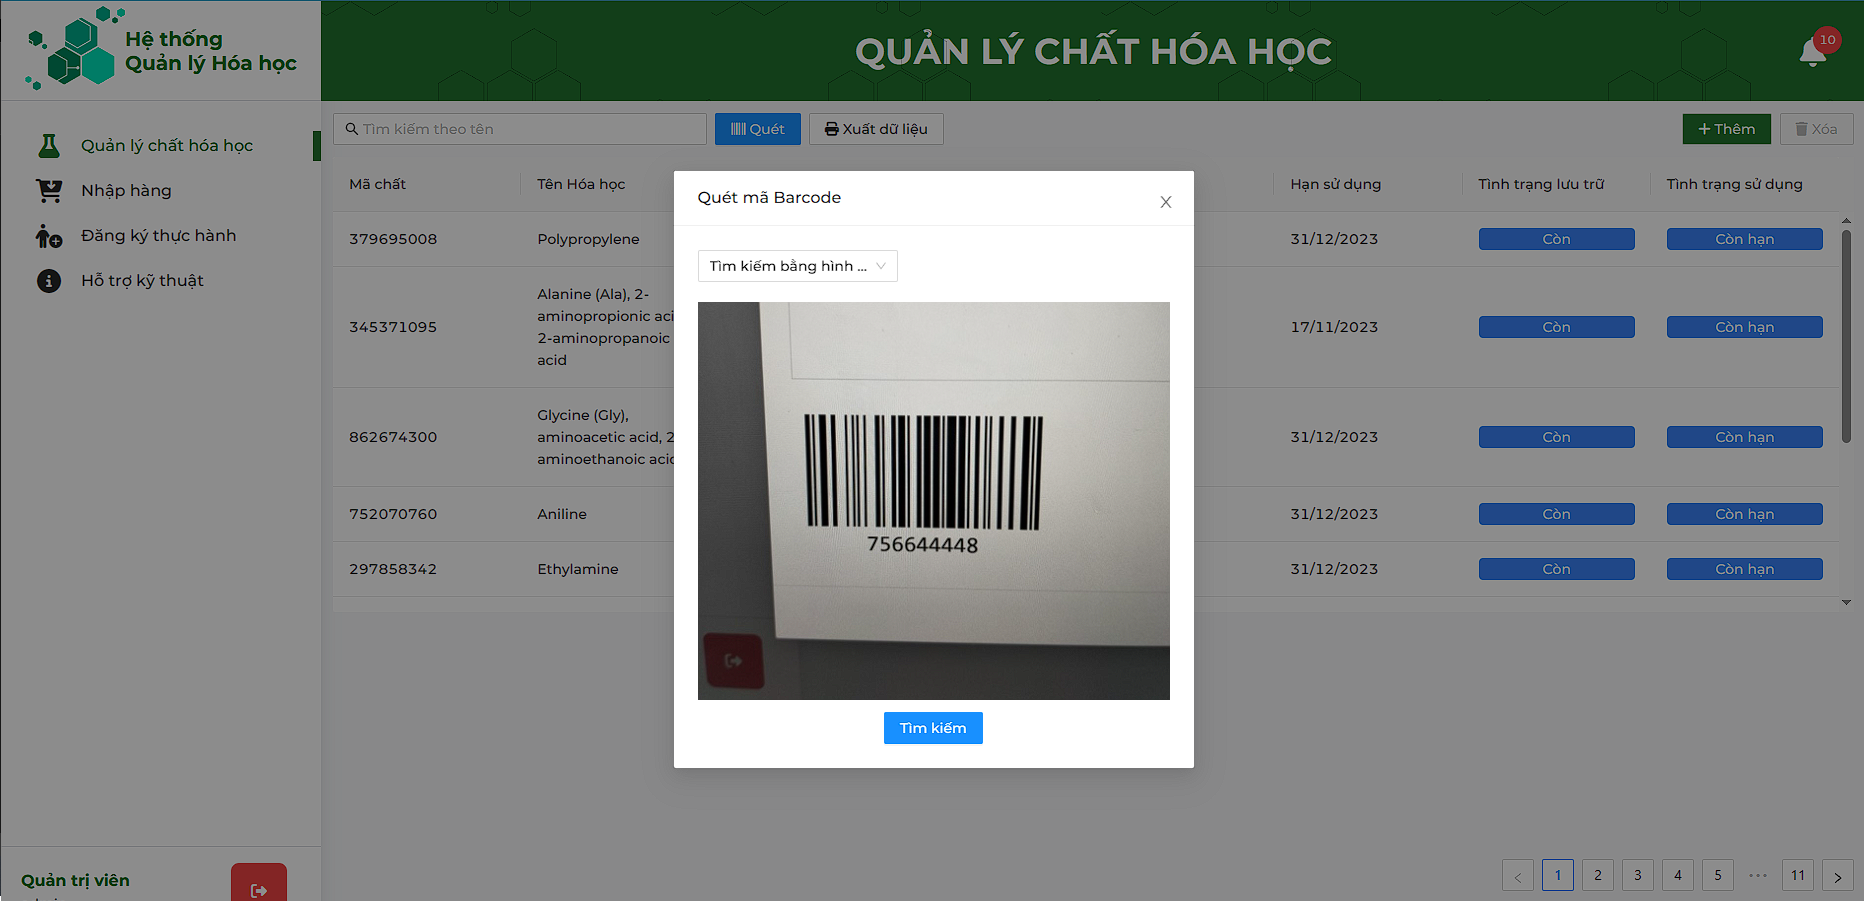 Hệ thống
Quản lý Hóa học
QUẢN LÝ CHẤT HÓA HỌC
10
Quản lý chất hóa học
Nhập hàng
Đăng ký thực hành
Hỗ trợ kỹ thuật
Tìm kiếm theo tên
Quét
Xuất dữ liệu
Thêm
Xóa
Mã chất
Tên Hóa học
Hạn sử dụng
Tình trạng lưu trữ
Tình trạng sử dụng
379695008
Polypropylene
31/12/2023
Còn
Còn hạn
345371095
Alanine (Ala), 2-
aminopropionic
2-aminopropanoic
acid
17/11/2023
Còn
Còn hạn
862674300
Glycine (Gly),
aminoacetic acid, 2
aminoethanoic
31/12/2023
Còn
Còn hạn
752070760
Aniline
31/12/2023
Còn
Còn hạn
297858342
Ethylamine
31/12/2023
Còn
Còn hạn
Quét mã Barcode
Tìm kiếm bằng hình ...
756644448
Tìm kiếm
Quản trị viên
1
2
3
4
5
11